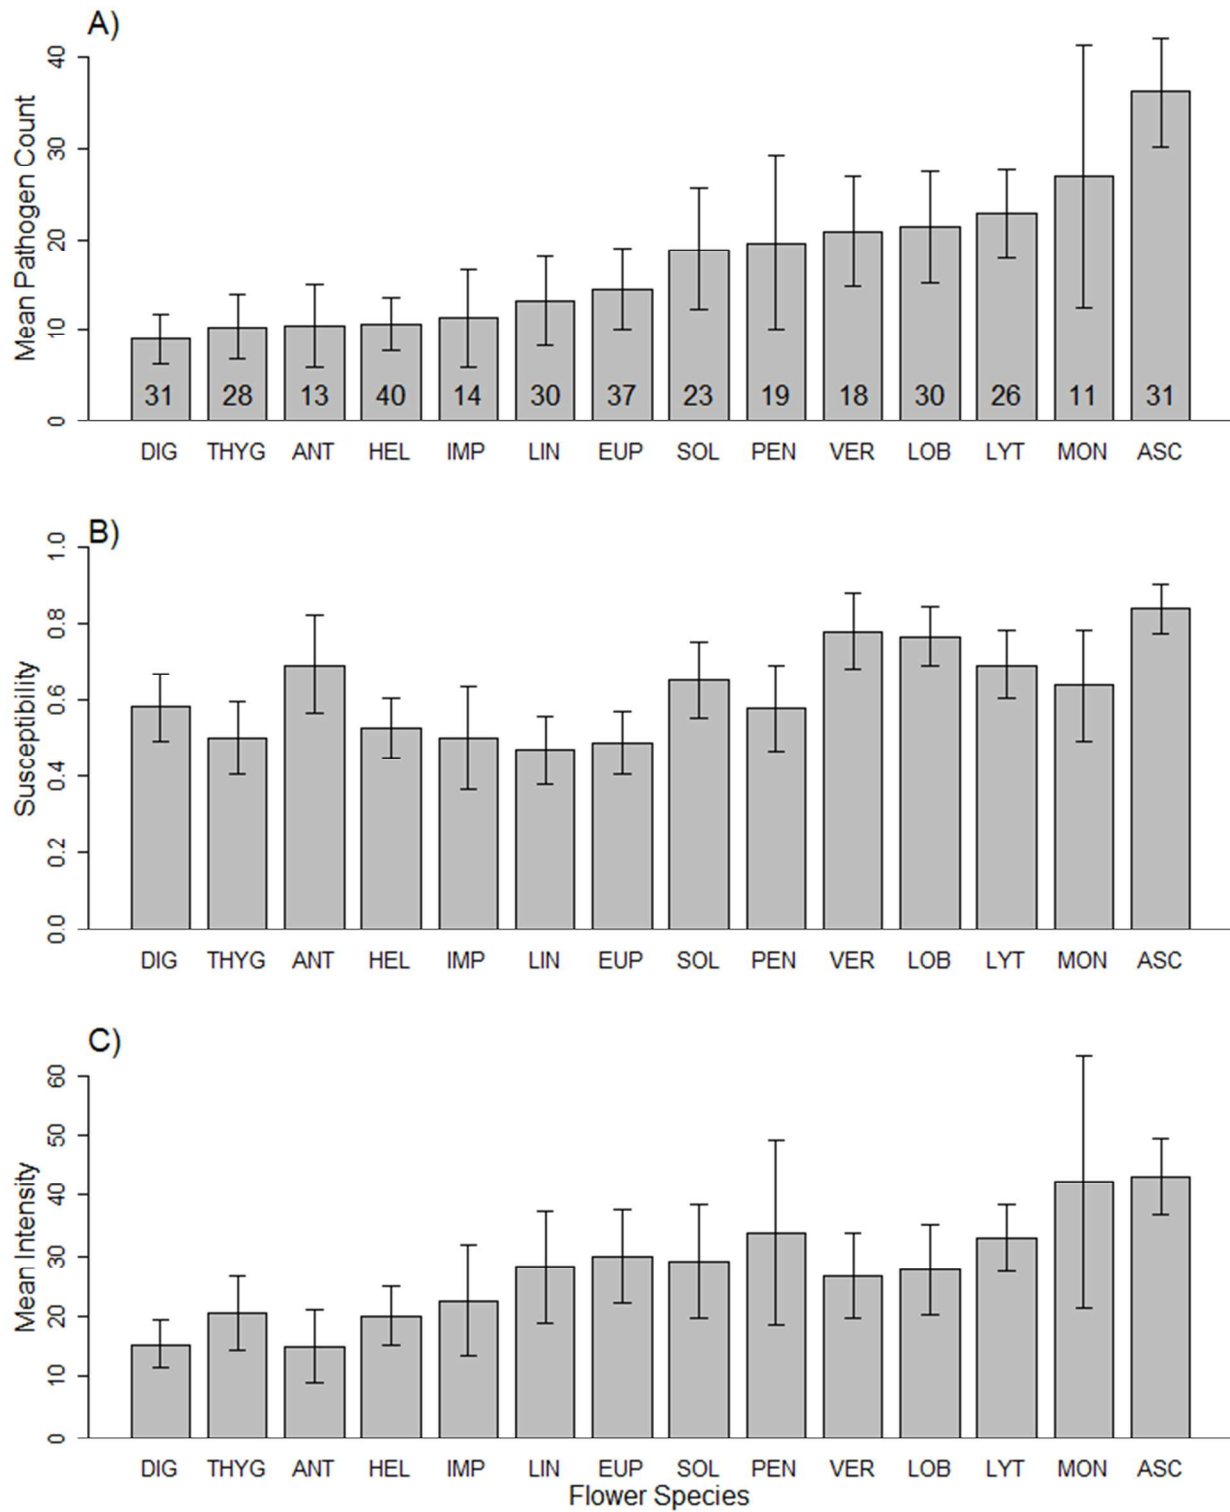 A)
Mean Pathogen Count
40
30
20
10
0
31 28 13 40 14 30 37 23 19 18 30 26 11 31
DIG THYG ANT HEL IMP LIN EUP SOL PEN VER LOB LYT MON ASC
B)
Susceptibility
1.0
0.8
0.6
0.4
0.2
0.0
DIG THYG ANT HEL IMP LIN EUP SOL PEN VER LOB LYT MON ASC
C)
Mean Intensity
60
50
40
30
20
10
0
DIG THYG ANT HEL IMP LIN EUP SOL PEN VER LOB LYT MON ASC
Flower Species